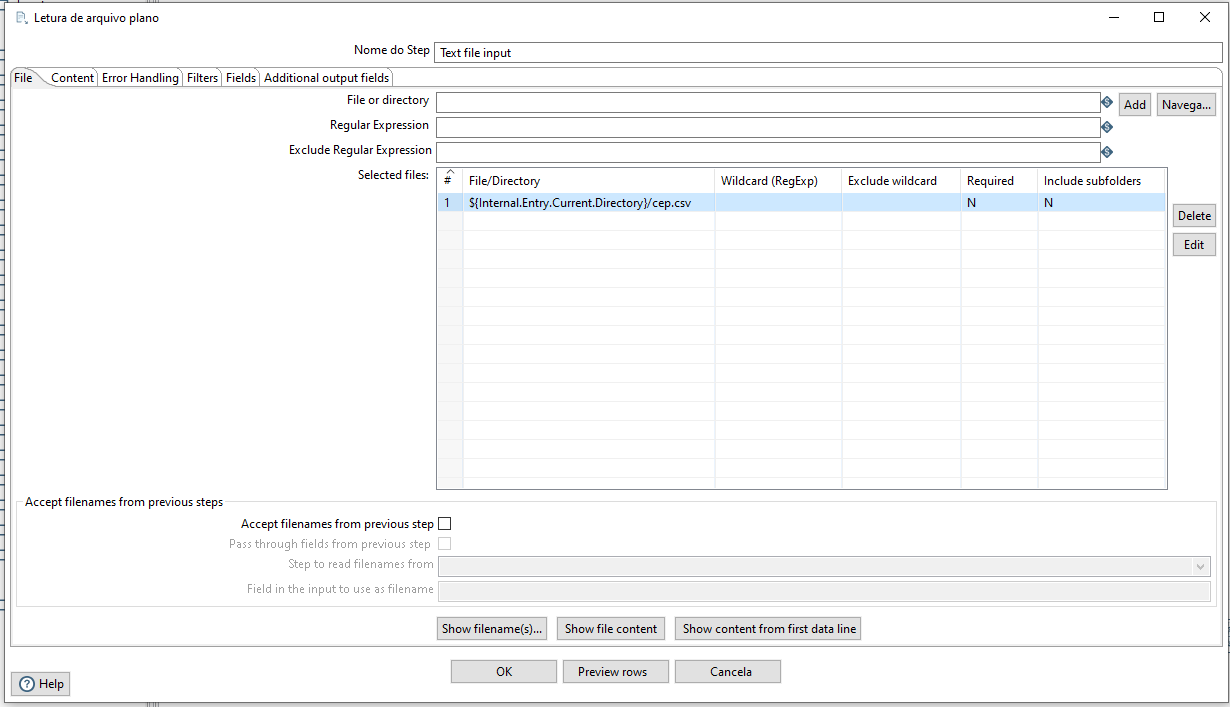 Letura de arquivo plano
Nome do Step Text file input
File Content Error Handling Filters Fields Additional output fields
File or directory Add Navega...
Regular Expression
Exclude Regular Expression
Selected files: # File/Directory Wildcard (RegExp) Exclude wildcard Required Include subfolders
1 ${Internal.Entry.Current.Directory}/cep.csv N N
Delete
Edit
Accept filenames from previous steps
Accept filenames from previous step
Pass through fields from previous step
Step to read filenames from
Field in the input to use as filename
Show filename(s)... Show file content Show content from first data line
OK Preview rows Cancela
Help